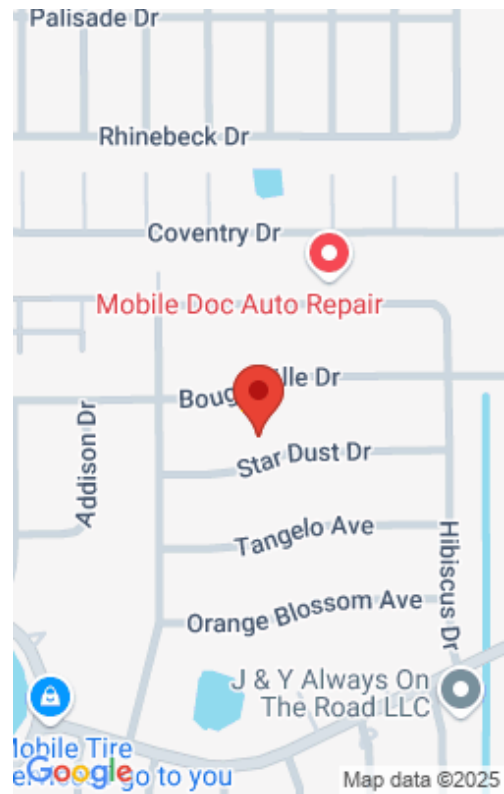 Palisade Dr
Rhinebeck Dr
Coventry Dr
Mobile Doc Auto Repair
Addison Dr
Star Dust Dr
Tangelo Ave
Orange Blossom Ave
Hibiscus Dr
J & Y Always On
The Road LLC
Mobile Tire
go to you
Google
Map data ©2025